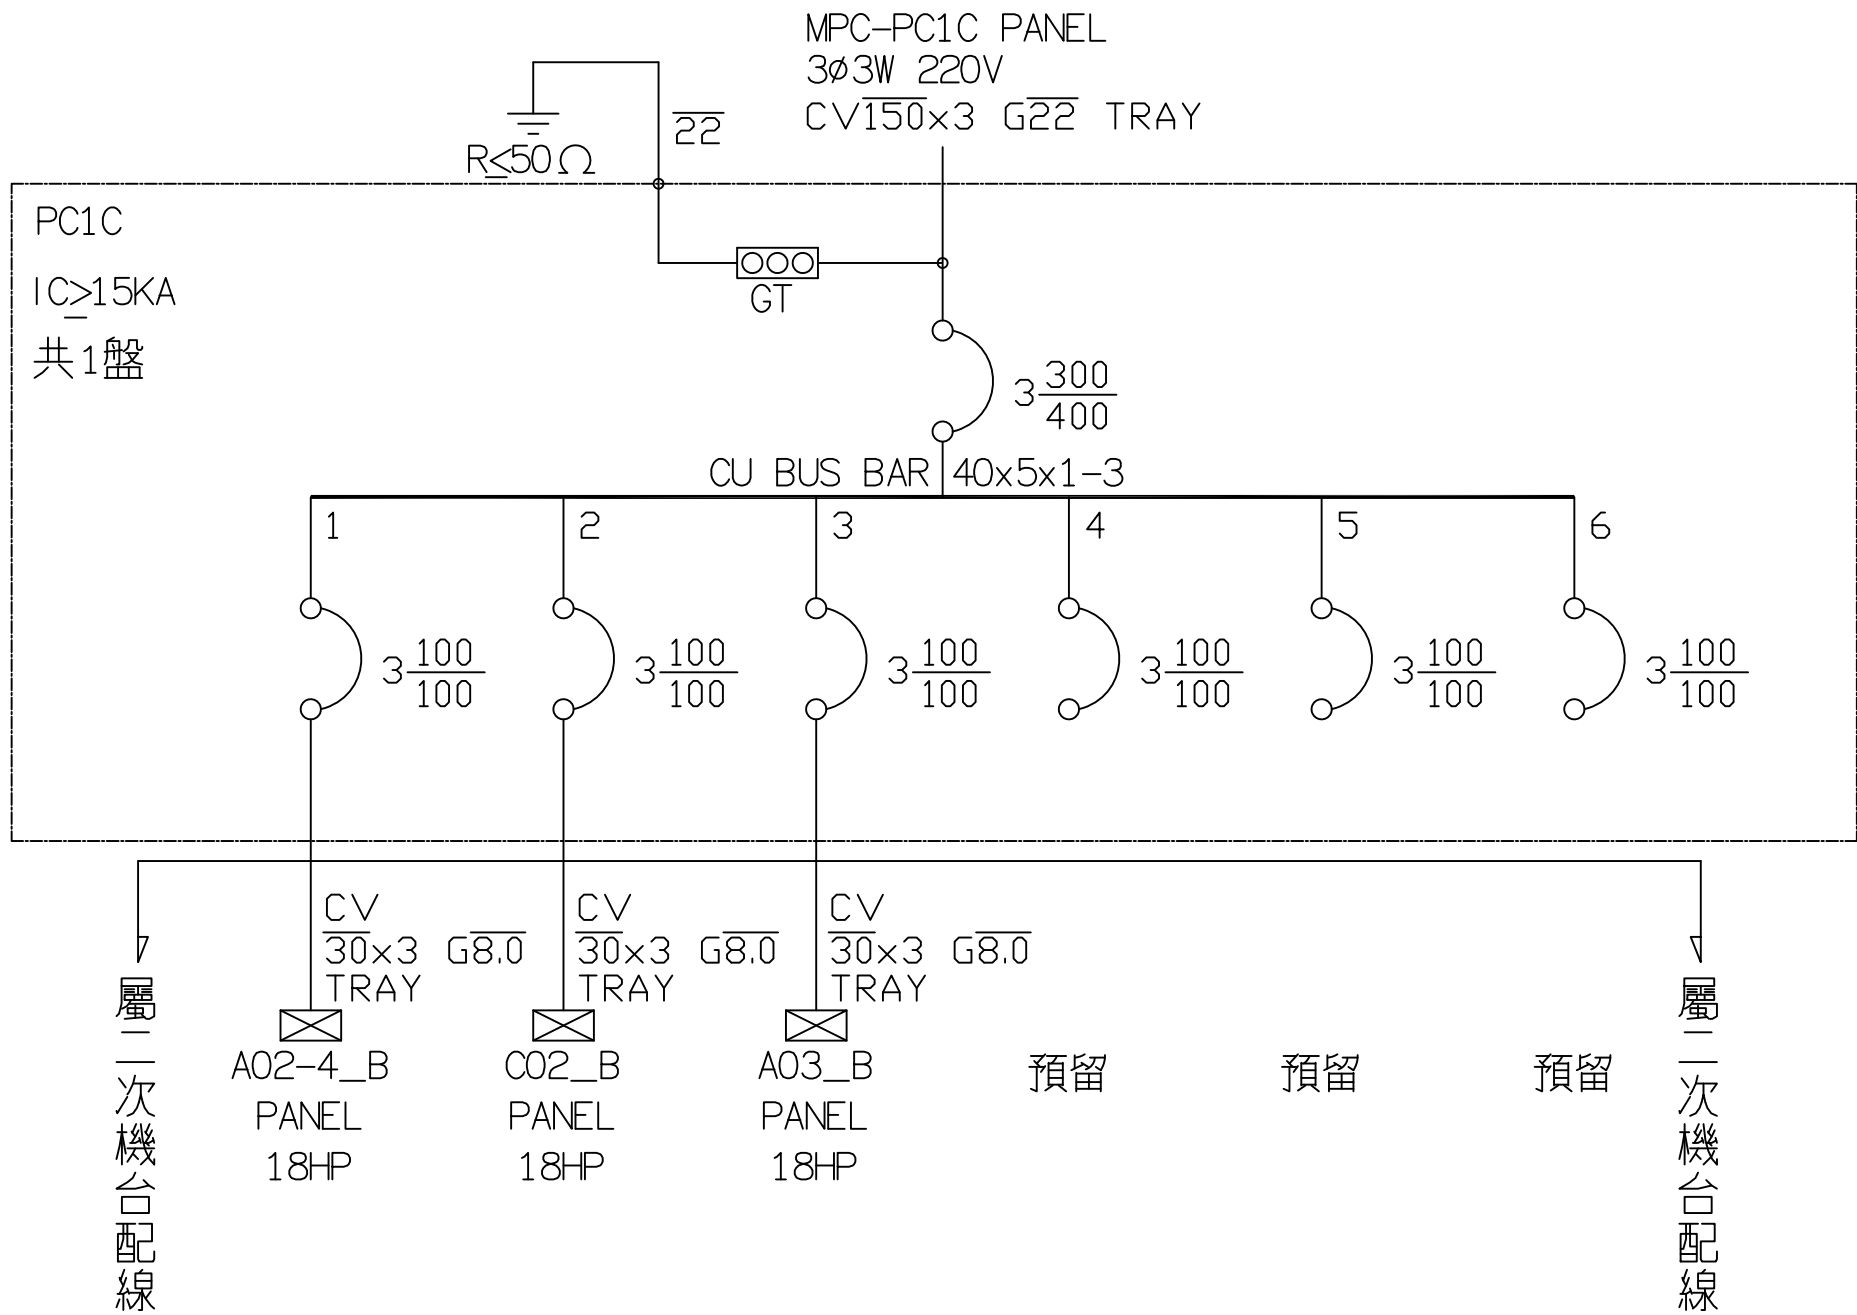 MPC-PC1C PANEL
3ø3W 220V
CV150x3 G22 TRAY
22
R≤50Ω
PC1C
IC≥15KA
共1盤
GT
3 300/400
CU BUS BAR 40x5x1-3
1
2
3
4
5
6
3 100/100
3 100/100
3 100/100
3 100/100
3 100/100
3 100/100
CV
30x3 G8.0
TRAY
CV
30x3 G8.0
TRAY
CV
30x3 G8.0
TRAY
A02-4_B
PANEL
18HP
C02_B
PANEL
18HP
A03_B
PANEL
18HP
預留
預留
預留
屬二次機台配線
屬二次機台配線